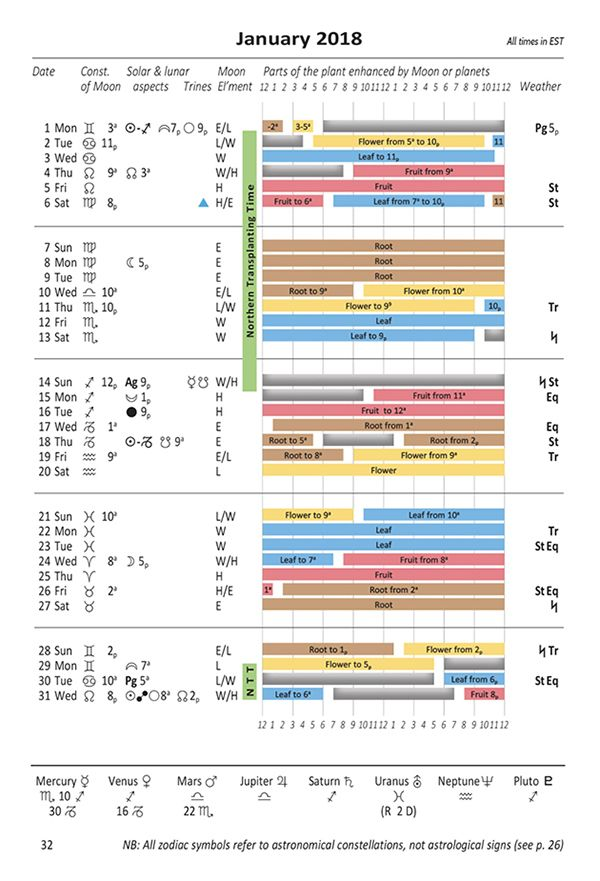 January 2018
All times in EST
Date Const. of Moon Solar & lunar aspects Trines Moon El'ment Parts of the plant enhanced by Moon or planets Weather
12 1 2 3 4 5 6 7 8 9 10 11 12 1 2 3 4 5 6 7 8 9 10 11 12
1 Mon ♊ 3ᵃ ☉-♐ 7ₚ ○ 9ₚ E/L -2ᵃ 3-5ᵃ Pg 5ₚ
2 Tue ♋ 11ₚ L/W Flower from 5ᵃ to 10ₚ 11
3 Wed ♋ W Leaf to 11ₚ
4 Thu ♌ 9ᵃ ☊ 3ᵃ W/H Fruit from 9ᵃ
5 Fri ♌ H Fruit St
6 Sat ♍ 8ₚ ▲ H/E Fruit to 6ᵃ Leaf from 7ᵃ to 10ₚ 11 St
Northern Transplanting Time
7 Sun ♍ E Root
8 Mon ♍ ☾ 5ₚ E Root
9 Tue ♍ E Root
10 Wed ♎ 10ᵃ E/L Root to 9ᵃ Flower from 10ᵃ
11 Thu ♏ 10ₚ L/W Flower to 9ᵖ 10ₚ Tr
12 Fri ♏ W Leaf
13 Sat ♏ W Leaf to 9ₚ
14 Sun ♐ 12ₚ Ag 9ₚ ☿ ☋ W/H St
15 Mon ♐ 1ₚ H Fruit from 11ᵃ Eq
16 Tue ♐ ● 9ₚ H Fruit to 12ᵃ
17 Wed ♑ 1ᵃ E Root from 1ᵃ Eq
18 Thu ♑ ☉-♑ ☋ 9ᵃ E Root to 5ᵃ Root from 2ₚ St
19 Fri ♒ 9ᵃ E/L Root to 8ᵃ Flower from 9ᵃ Tr
20 Sat ♒ L Flower
21 Sun ♓ 10ᵃ L/W Flower to 9ᵃ Leaf from 10ᵃ
22 Mon ♓ W Leaf Tr
23 Tue ♓ W Leaf St Eq
24 Wed ♈ 8ᵃ ☽ 5ₚ W/H Leaf to 7ᵃ Fruit from 8ᵃ
25 Thu ♈ H Fruit
26 Fri ♉ 2ᵃ H/E 1ᵃ Root from 2ᵃ St Eq
27 Sat ♉ E Root
28 Sun ♊ 2ₚ E/L Root to 1ₚ Flower from 2ₚ Tr
29 Mon ♊ 7ᵃ L Flower to 5ₚ
30 Tue ♋ 10ᵃ Pg 5ᵃ L/W Leaf from 6ₚ St Eq
31 Wed ♌ 8ₚ ☉ ○ 8ᵃ ☊ 2ₚ W/H Leaf to 6ᵃ Fruit 8ₚ
N T T
12 1 2 3 4 5 6 7 8 9 10 11 12 1 2 3 4 5 6 7 8 9 10 11 12
Mercury ☿ Venus ♀ Mars ♂ Jupiter ♃ Saturn ♄ Uranus ⛢ Neptune ♆ Pluto ♇
♏, 10 ♐ ♐ ♎ ♎ ♐ ♓ ♒ ♐
30 ♑ 16 ♑ 22 ♏ (R 2 D)
32 NB: All zodiac symbols refer to astronomical constellations, not astrological signs (see p. 26)